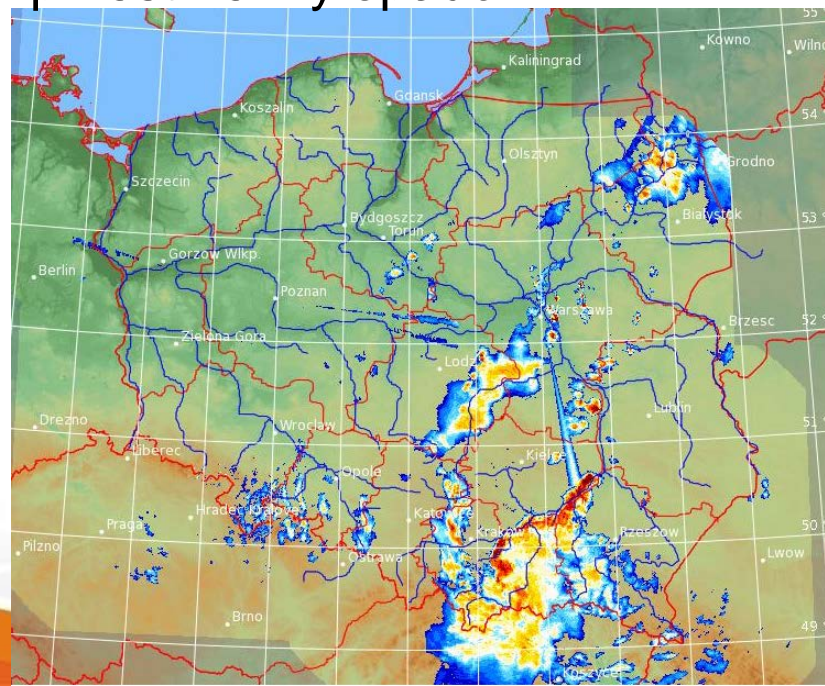 55
Kowno
Wilno
Kaliningrad
Gdansk
Koszalin
54
Olsztyn
Grodno
Szczecin
Bydgoszcz
Bialystok
53 °
Torun
Gorzow Wlkp.
Berlin
Poznan
Warszawa
Brzesc
52 °
Zielona Gora
Lodz
Lublin
Drezno
Wroclaw
51 °
Liberec
Kielce
Opole
Hradec Kralove
Katowice
Praga
Krakow
Rzeszow
50 °
Pilzno
Ostrawa
Lwow
Brno
49 °
Koszyce